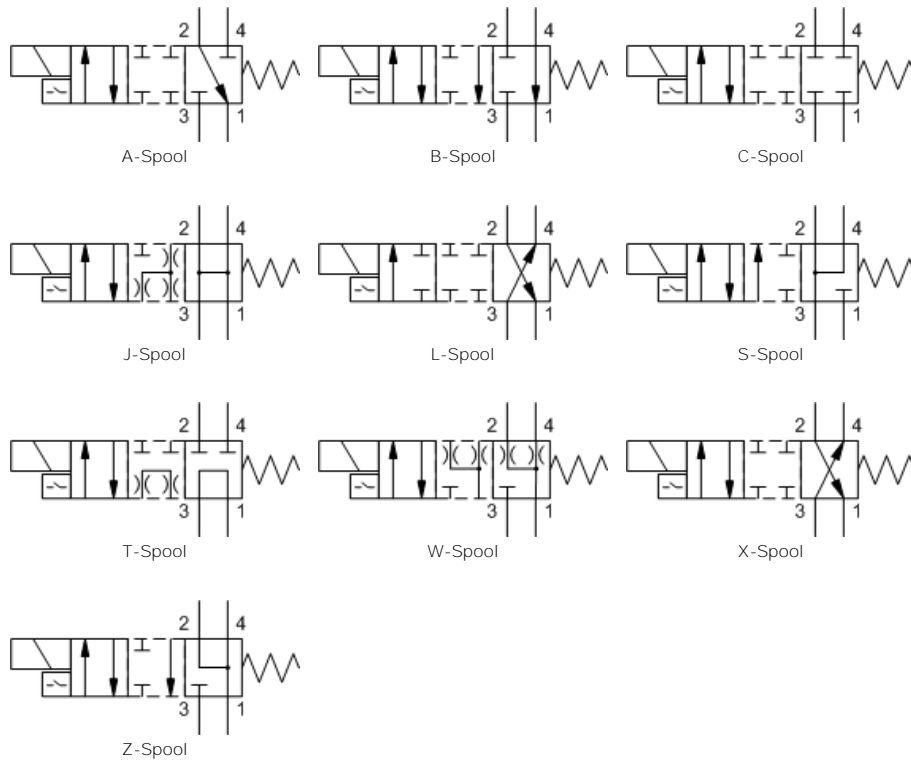 2 4 2 4 2 4
3 1 3 1 3 1
A-Spool B-Spool C-Spool
2 4 2 4 2 4
3 1 3 1 3 1
J-Spool L-Spool S-Spool
2 4 2 4 2 4
3 1 3 1 3 1
T-Spool W-Spool X-Spool
2 4
3 1
Z-Spool